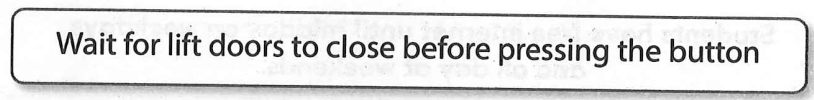 Wait for lift doors to close before pressing the button